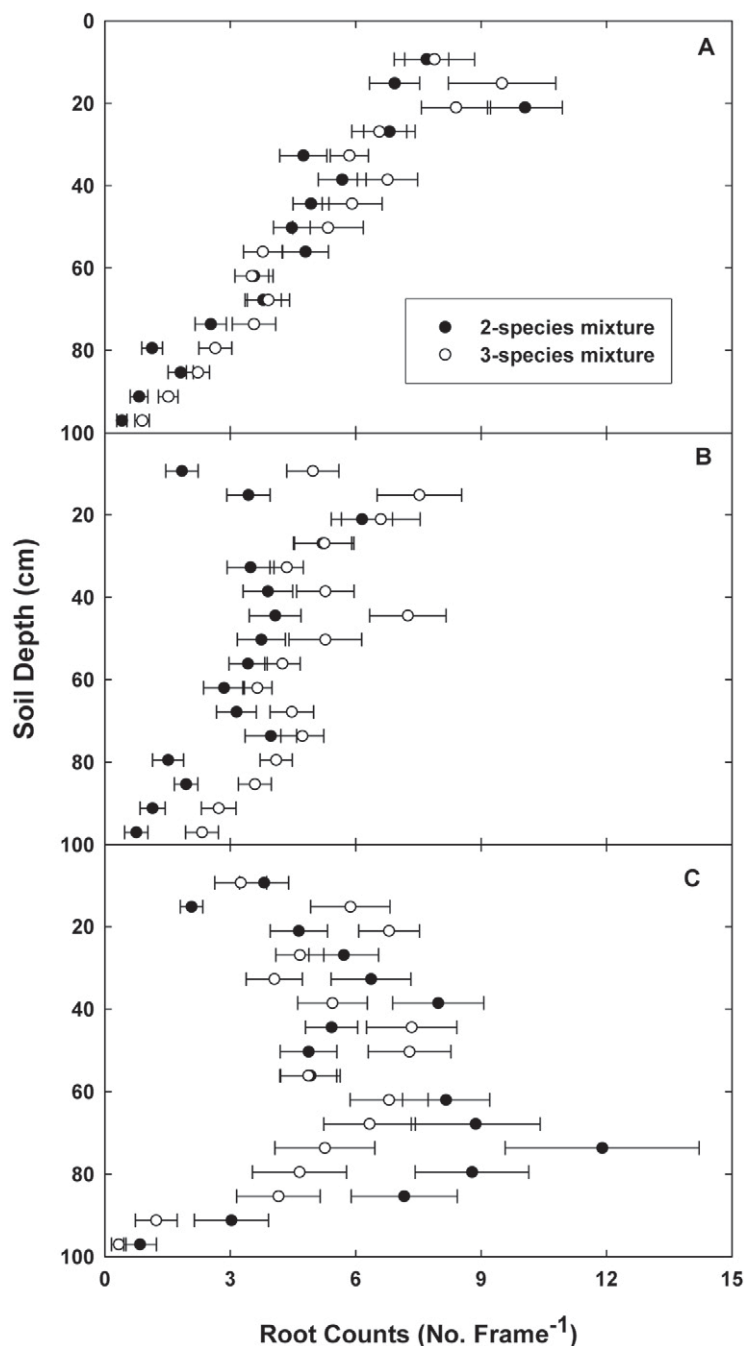 0
A
20
40
60
2-species mixture
3-species mixture
80
100
B
20
40
Soil Depth (cm)
60
80
100
C
20
40
60
80
100
0 3 6 9 12 15
Root Counts (No. Frame⁻¹)